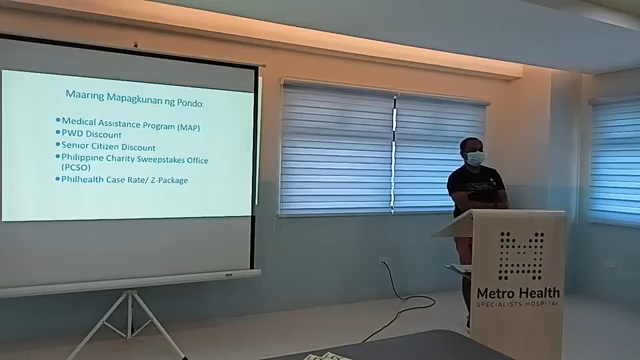 Maaring Mapagkunan ng Pondo:
•Medical Assistance Program (MAP)
•PWD Discount
•Senior Citizen Discount
•Philippine Charity Sweepstakes Office
(PCSO)
•Philhealth Case Rate/ Z-Package
Metro Health
SPECIALISTS HOSPITAL